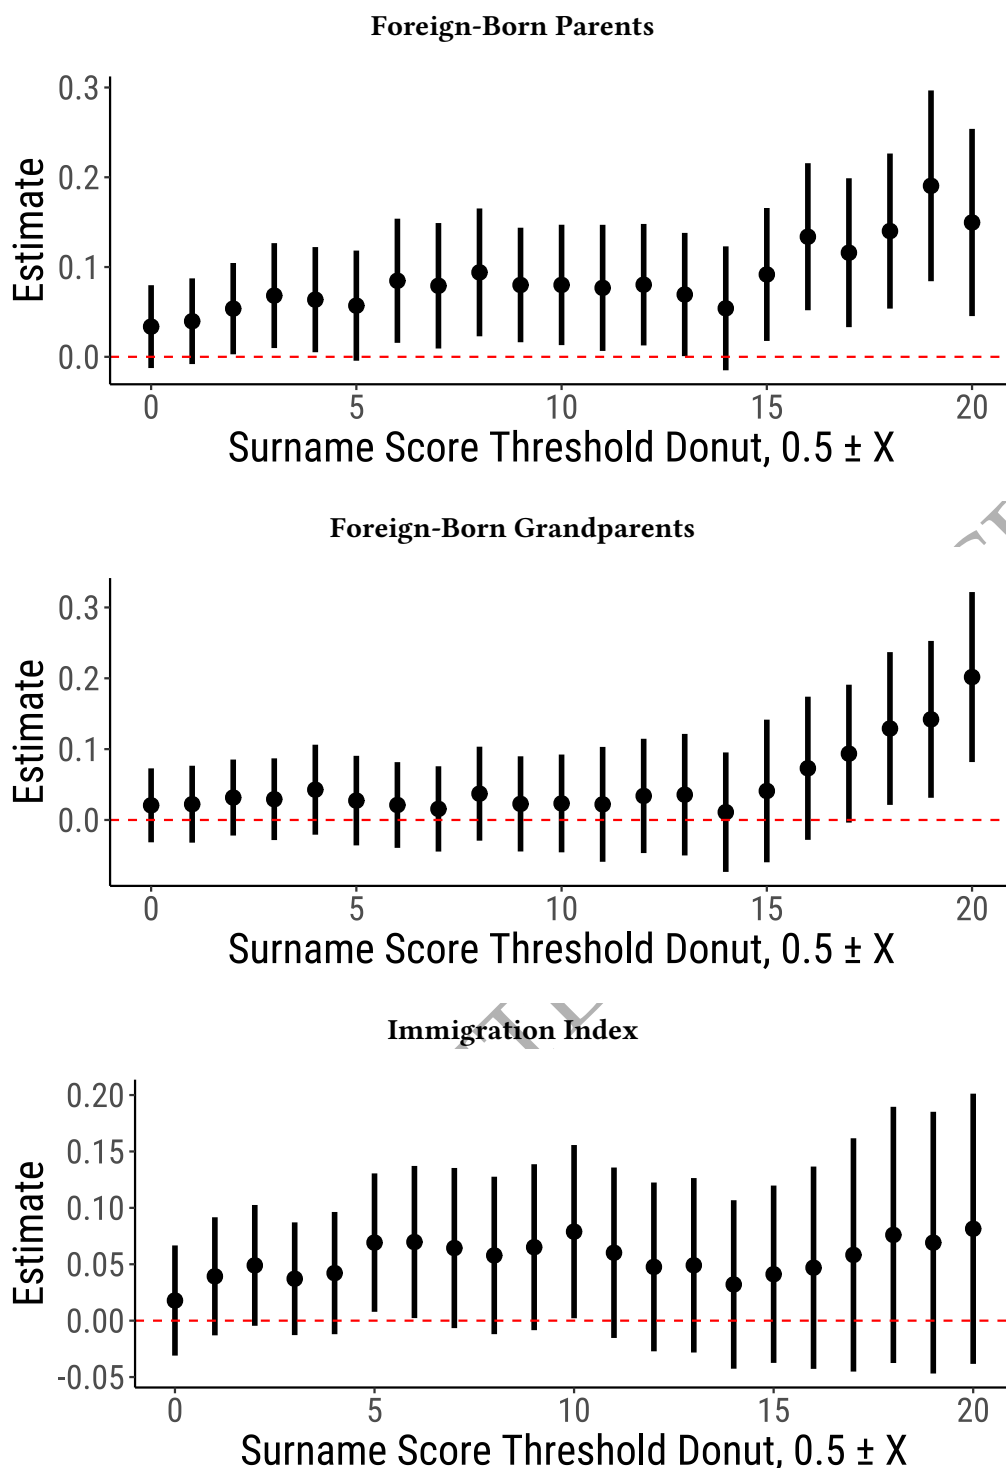 Foreign-Born Parents
0.3
0.2
0.1
0.0
Estimate
0 5 10 15 20
Surname Score Threshold Donut, 0.5 ± X
Foreign-Born Grandparents
0.3
0.2
0.1
0.0
Estimate
0 5 10 15 20
Surname Score Threshold Donut, 0.5 ± X
Immigration Index
0.20
0.15
0.10
0.05
0.00
-0.05
Estimate
0 5 10 15 20
Surname Score Threshold Donut, 0.5 ± X